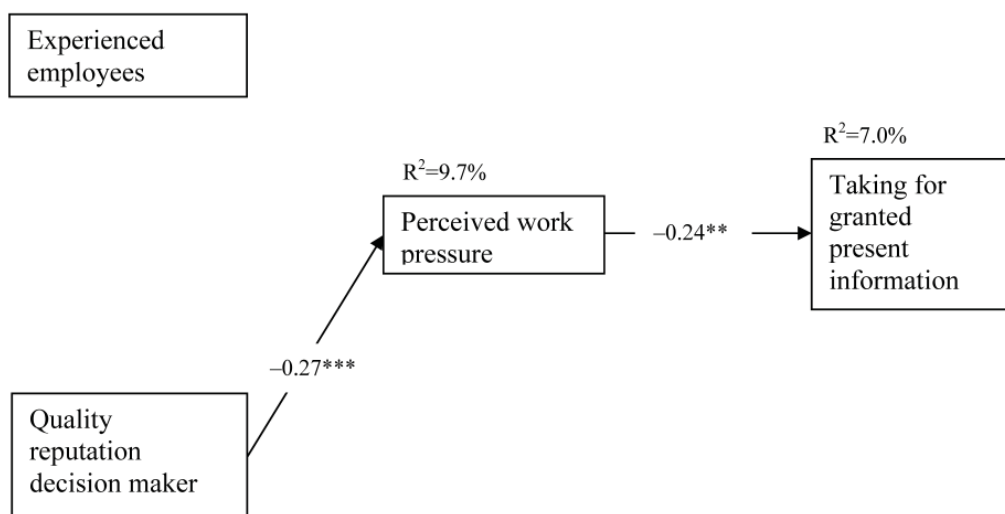 Experienced
employees
R²=7.0%
R²=9.7%
Taking for
granted
present
information
Perceived work
pressure
–0.24**
–0.27***
Quality
reputation
decision maker